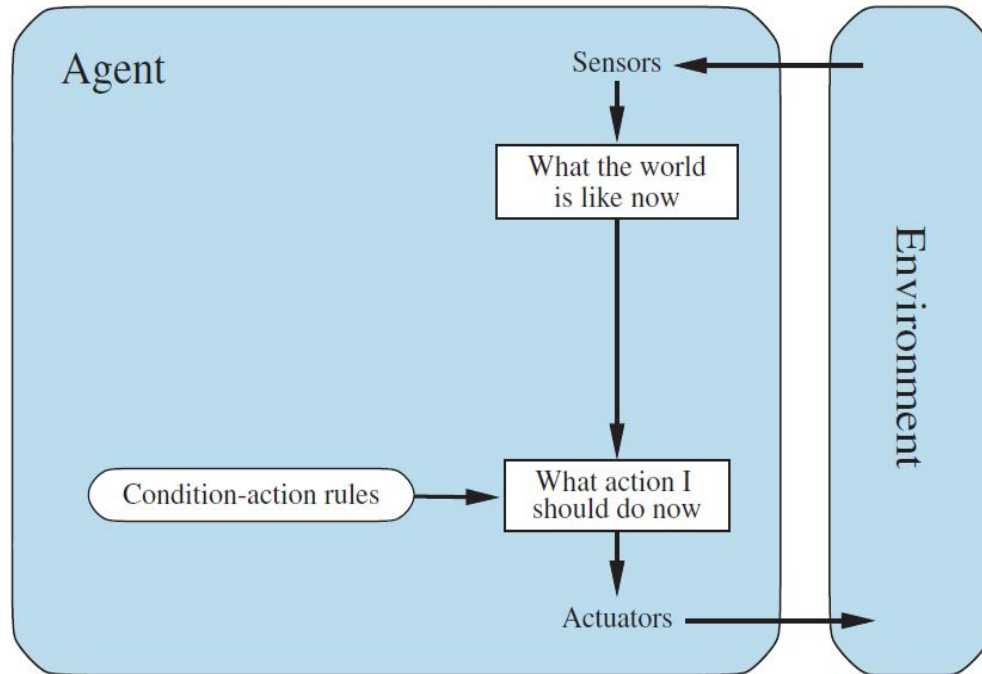 Agent
Sensors
What the world
is like now
Environment
Condition-action rules
What action I
should do now
Actuators